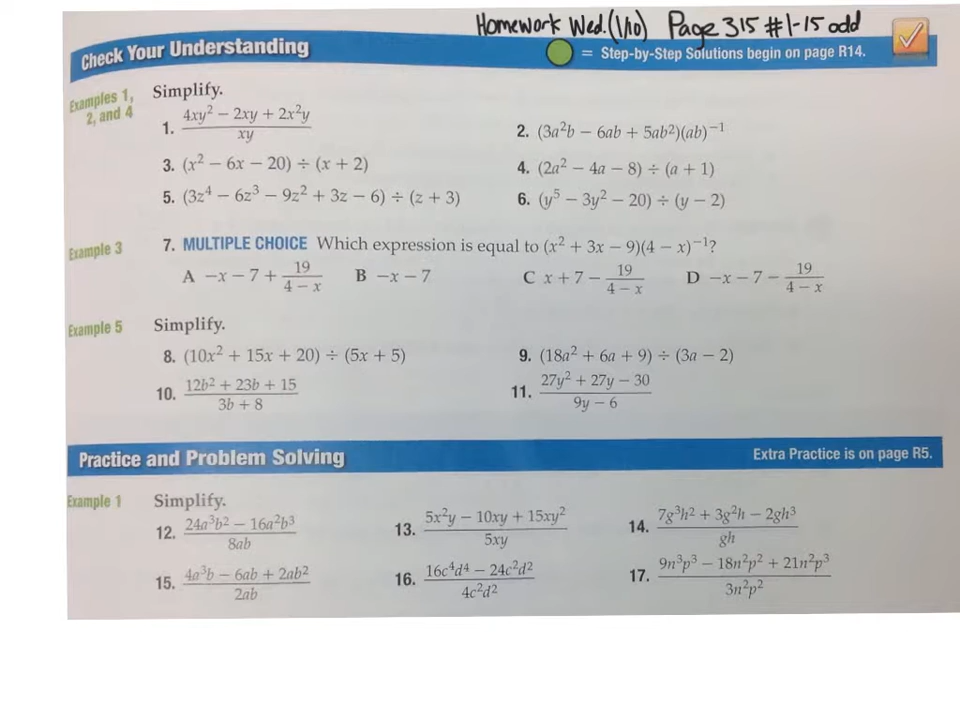 Homework Wed. (1/10) Page 315 #1-15 odd
Check Your Understanding
= Step-by-Step Solutions begin on page R14.
Examples 1,
2, and 4
Simplify.
1. (4xy² − 2xy + 2x²y)/xy
2. (3a²b − 6ab + 5ab²)(ab)⁻¹
3. (x² − 6x − 20) ÷ (x + 2)
4. (2a² − 4a − 8) ÷ (a + 1)
5. (3z⁴ − 6z³ − 9z² + 3z − 6) ÷ (z + 3)
6. (y⁵ − 3y² − 20) ÷ (y − 2)
Example 3
7. MULTIPLE CHOICE Which expression is equal to (x² + 3x − 9)(4 − x)⁻¹?
A −x − 7 + 19/(4 − x)
B −x − 7
C x + 7 − 19/(4 − x)
D −x − 7 − 19/(4 − x)
Example 5
Simplify.
8. (10x² + 15x + 20) ÷ (5x + 5)
9. (18a² + 6a + 9) ÷ (3a − 2)
10. (12b² + 23b + 15)/(3b + 8)
11. (27y² + 27y − 30)/(9y − 6)
Practice and Problem Solving
Extra Practice is on page R5.
Example 1
Simplify.
12. (24a³b² − 16a²b³)/8ab
13. (5x²y − 10xy + 15xy²)/5xy
14. (7g³h² + 3g²h − 2gh³)/gh
15. (4a³b − 6ab + 2ab²)/2ab
16. (16c⁴d⁴ − 24c²d²)/4c²d²
17. (9n³p³ − 18n²p² + 21n²p³)/3n²p²